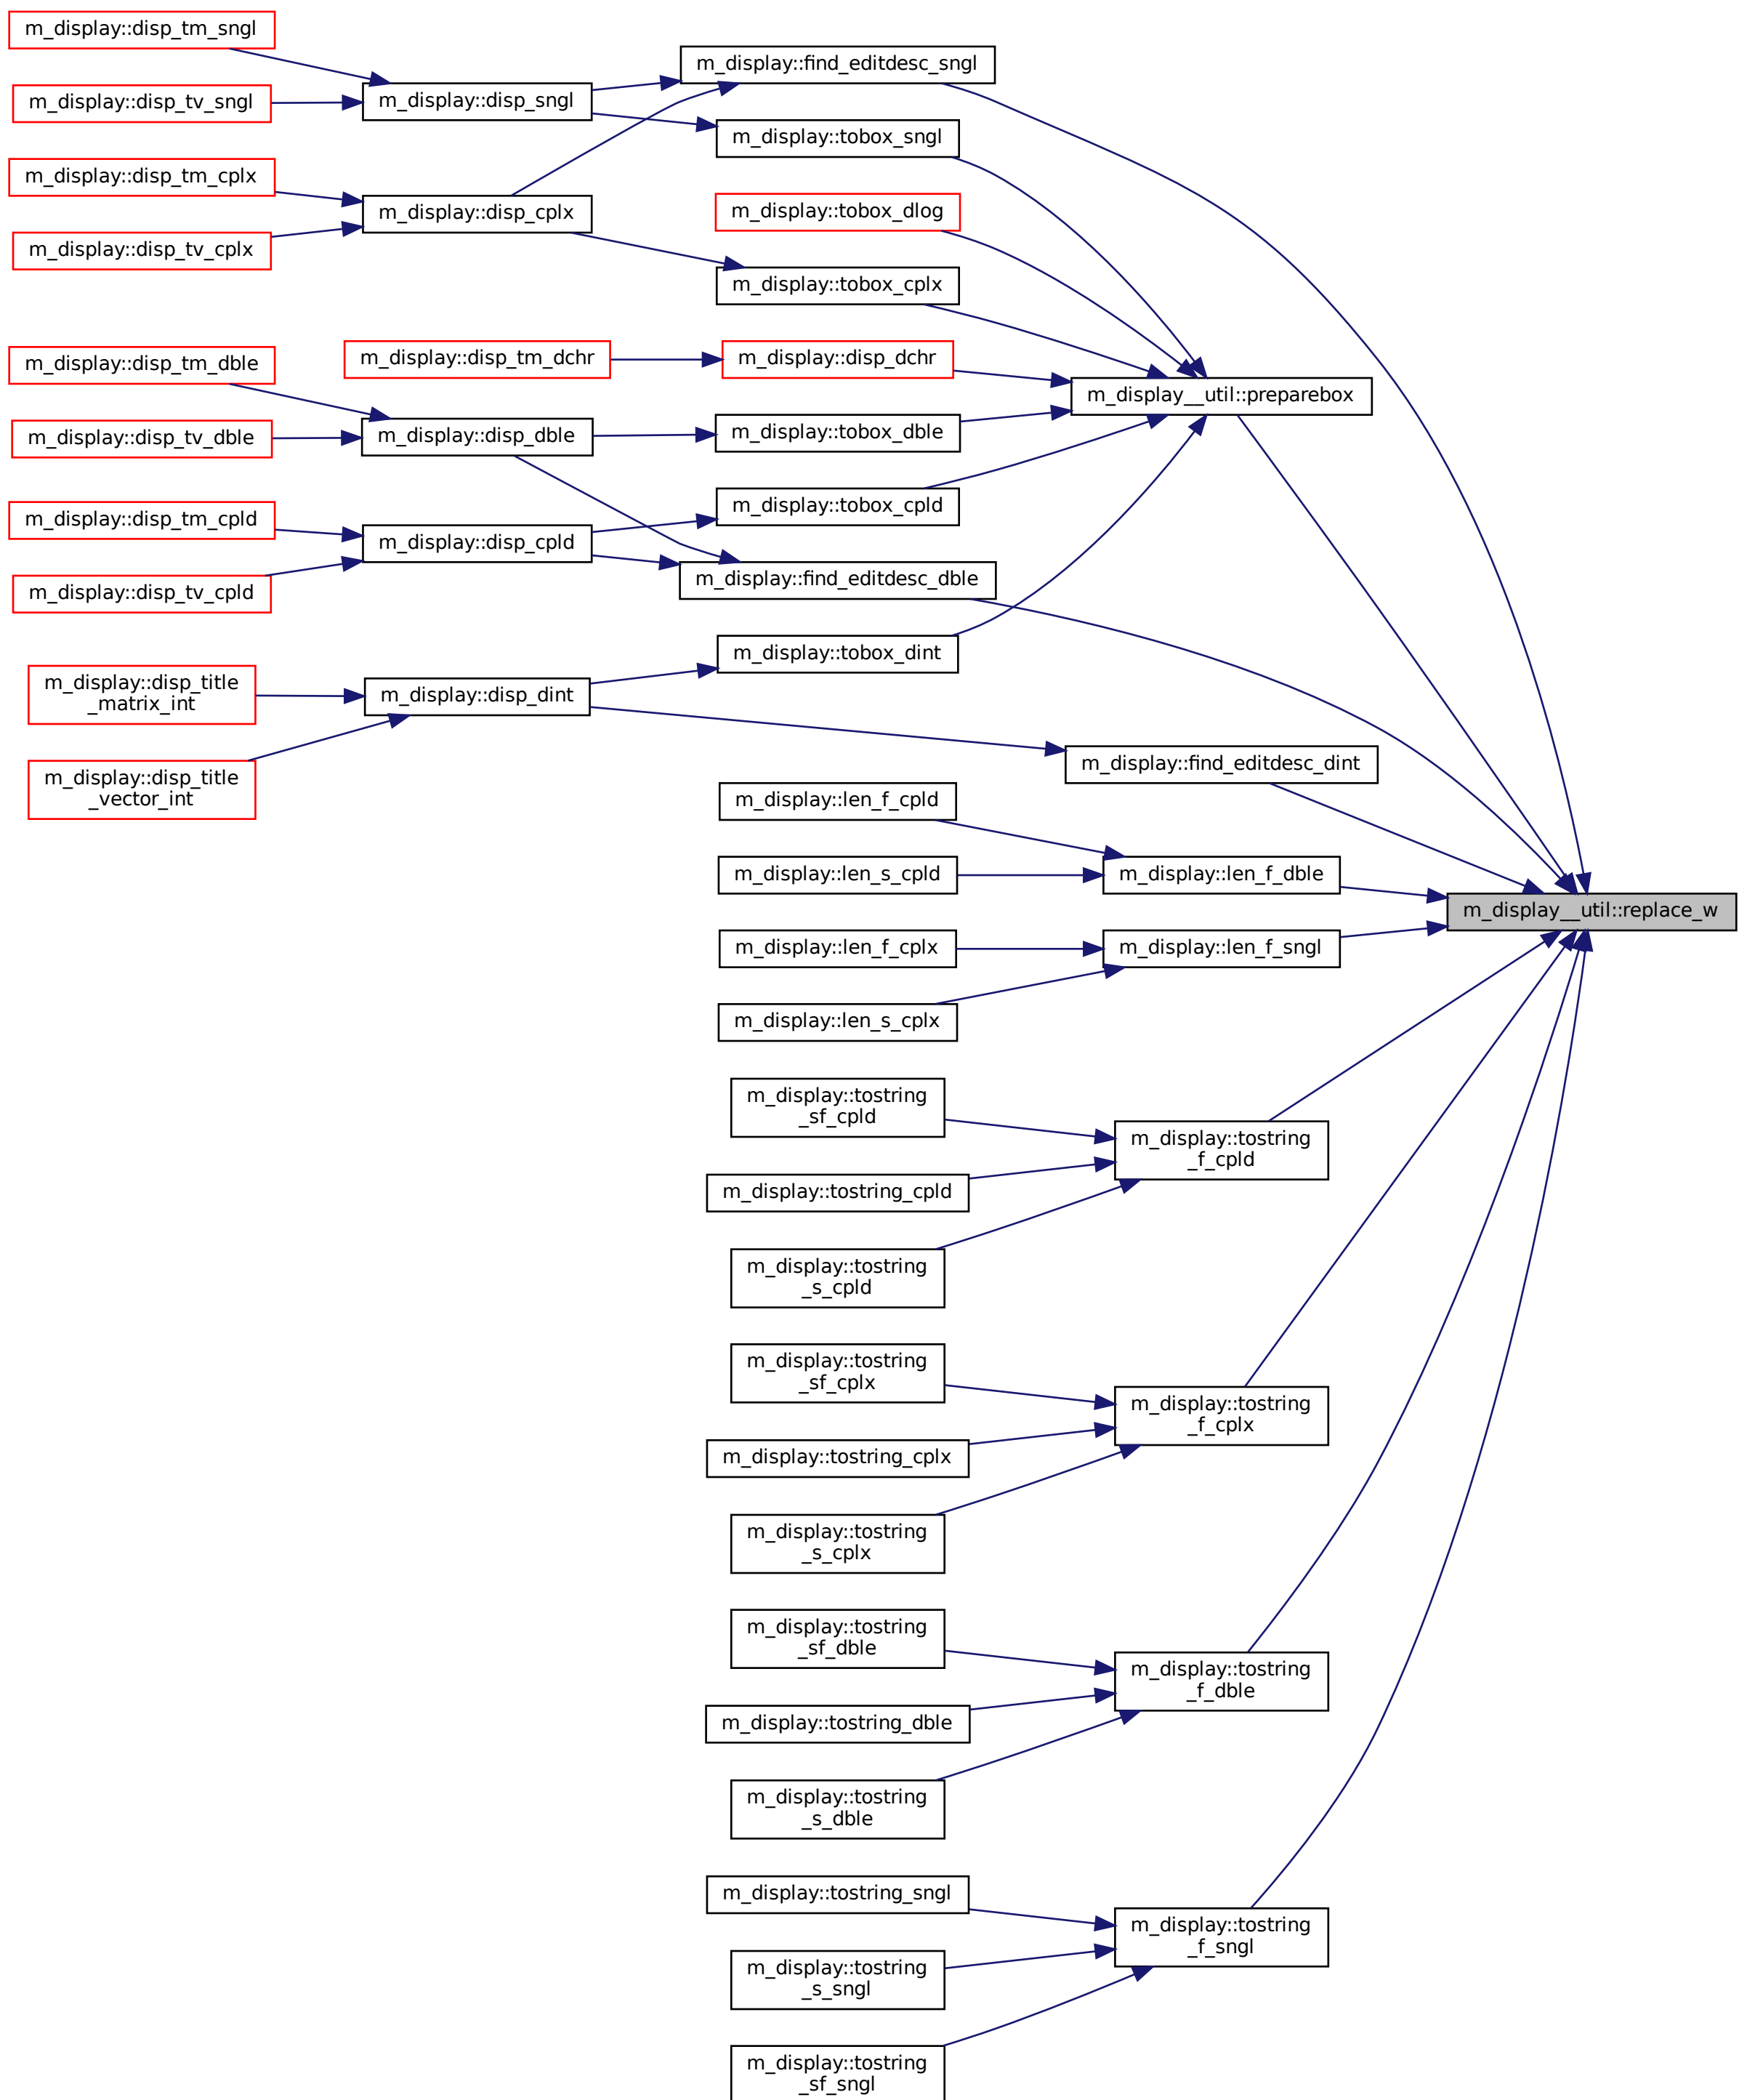 m_display::disp_tm_sngl
m_display::find_editdesc_sngl
m_display::disp_tv_sngl
m_display::disp_sngl
m_display::tobox_sngl
m_display::disp_tm_cplx
m_display::tobox_dlog
m_display::disp_cplx
m_display::disp_tv_cplx
m_display::tobox_cplx
m_display::disp_tm_dble
m_display::disp_tm_dchr
m_display::disp_dchr
m_display__util::preparebox
m_display::disp_tv_dble
m_display::disp_dble
m_display::tobox_dble
m_display::disp_tm_cpld
m_display::tobox_cpld
m_display::disp_cpld
m_display::disp_tv_cpld
m_display::find_editdesc_dble
m_display::tobox_dint
m_display::disp_title
_matrix_int
m_display::disp_dint
m_display::disp_title
_vector_int
m_display::find_editdesc_dint
m_display::len_f_cpld
m_display::len_s_cpld
m_display::len_f_dble
m_display__util::replace_w
m_display::len_f_cplx
m_display::len_f_sngl
m_display::len_s_cplx
m_display::tostring
_sf_cpld
m_display::tostring
_f_cpld
m_display::tostring_cpld
m_display::tostring
_s_cpld
m_display::tostring
_sf_cplx
m_display::tostring
_f_cplx
m_display::tostring_cplx
m_display::tostring
_s_cplx
m_display::tostring
_sf_dble
m_display::tostring
_f_dble
m_display::tostring_dble
m_display::tostring
_s_dble
m_display::tostring_sngl
m_display::tostring
_f_sngl
m_display::tostring
_s_sngl
m_display::tostring
_sf_sngl